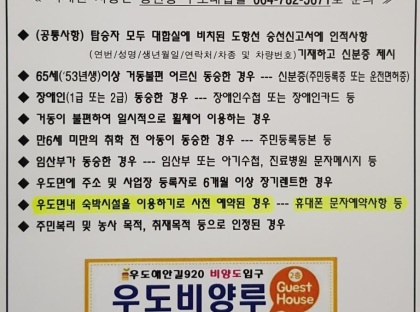 ◆ (공통사항) 탑승자 모두 대합실에 비치된 도항선 승선신고서에 인적사항
(연번/성명/생년월일/연락처/차종 및 차량번호)기재하고 신분증 제시
◆ 65세('53년생)이상 거동불편 어르신 동승한 경우 --- 신분증(주민등록증 또는 운전면허증)
◆ 장애인(1급 또는 2급) 동승한 경우 --- 장애인수첩 또는 장애인카드 등
◆ 거동이 불편하여 일시적으로 휠체어 이용하는 경우
◆ 만6세 미만의 취학 전 아동이 동승한 경우 --- 주민등록등본 등
◆ 임산부가 동승한 경우 --- 임산부 또는 아기수첩, 진료병원 문자메시지 등
◆ 우도면에 주소 및 사업장 등록자로 6개월 이상 장기렌트한 경우
◆ 우도면내 숙박시설을 이용하기로 사전 예약된 경우 --- 휴대폰 문자예약사항 등
◆ 주민복리 및 농사 목적, 취재목적 등으로 인정된 경우
우도해안길920 비양도입구
우도비양루
2층
Guest
House